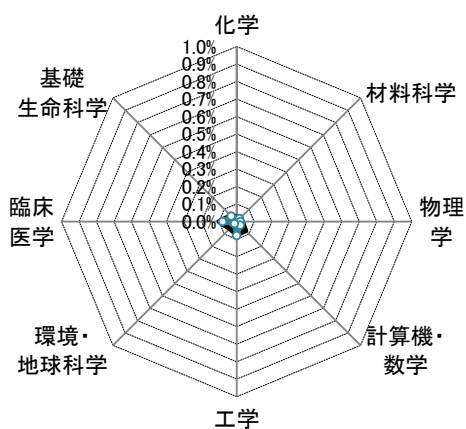 化学
1.0%
0.9%
0.8%
0.7%
0.6%
0.5%
0.4%
0.3%
0.2%
0.1%
0.0%
材料科学
物理
学
計算機・
数学
工学
環境・
地球科学
臨床
医学
基礎
生命科学